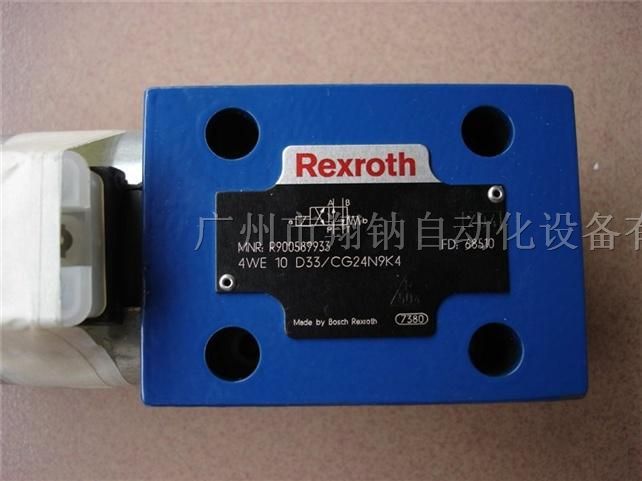 Rexroth
A B
a b
P T
广州市翔钠自动化设备有
MNR: R900589933
FD: 68510
4WE 10 D33/CG24N9K4
Made by Bosch Rexroth
7380